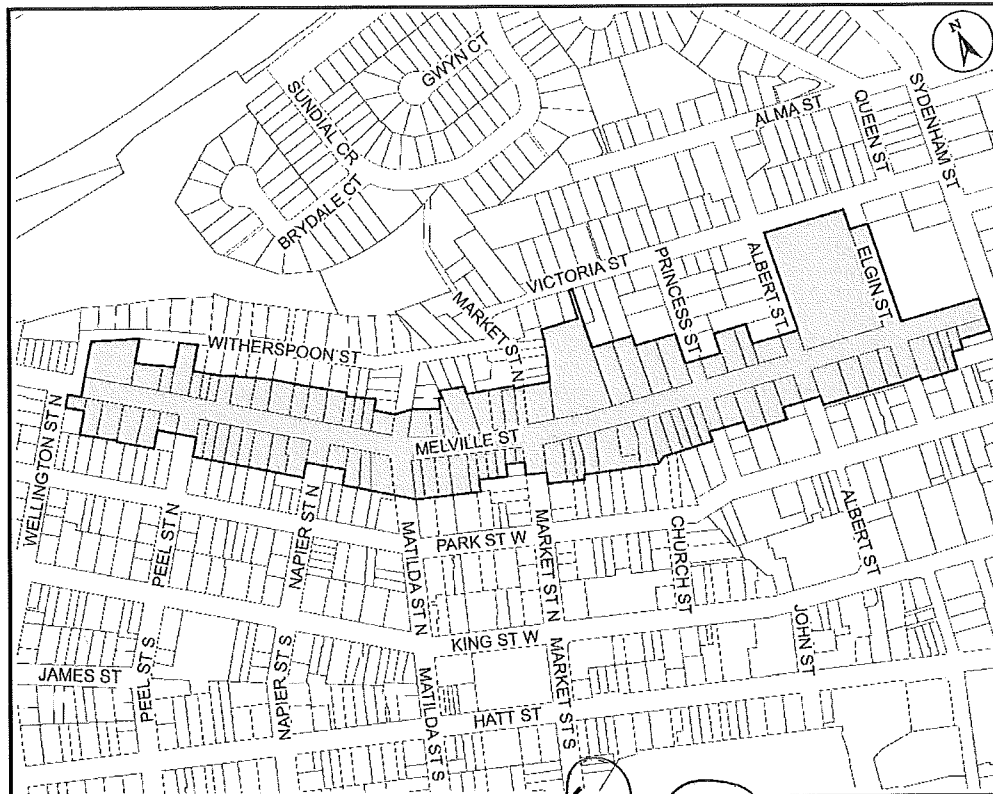 N
GWYN CT
SUNDIAL CR
BRYDALE CT
ALMA ST
QUEEN ST
SYDENHAM ST
VICTORIA ST
PRINCESS ST
ALBERT ST
ELGIN ST
MARKET ST N
WITHERSPOON ST
MELVILLE ST
WELLINGTON ST N
PEEL ST N
NAPIER ST N
MATILDA ST N
PARK ST W
MARKET ST N
CHURCH ST
ALBERT ST
KING ST W
JOHN ST
JAMES ST
PEEL ST S
NAPIER ST S
MATILDA ST S
HATT ST
MARKET ST S